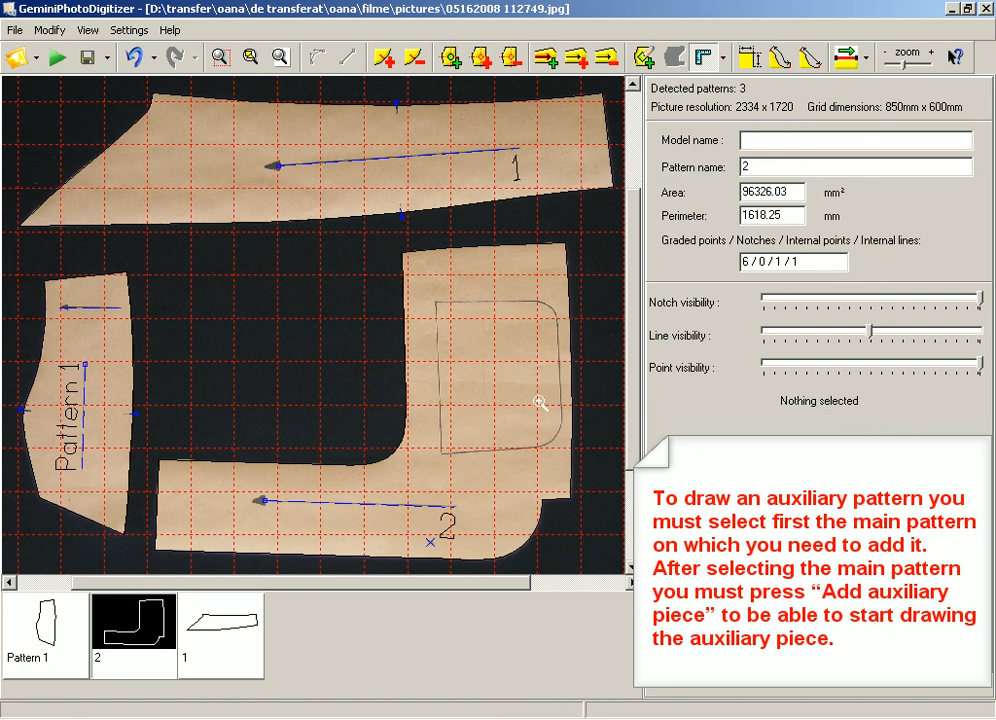 GeminiPhotoDigitizer - [D:\transfer\oana\de transferat\oana\filme\pictures\05162008 112749.jpg]
File Modify View Settings Help
- zoom +
Detected patterns: 3
Picture resolution: 2334 x 1720 Grid dimensions: 850mm x 600mm
Model name :
Pattern name: 2
Area: 96326.03 mm²
Perimeter: 1618.25 mm
Graded points / Notches / Internal points / Internal lines:
6 / 0 / 1 / 1
Notch visibility :
Line visibility :
Point visibility :
Nothing selected
1
Pattern 1
2
To draw an auxiliary pattern you
must select first the main pattern
on which you need to add it.
After selecting the main pattern
you must press “Add auxiliary
piece” to be able to start drawing
the auxiliary piece.
Pattern 1
2
1